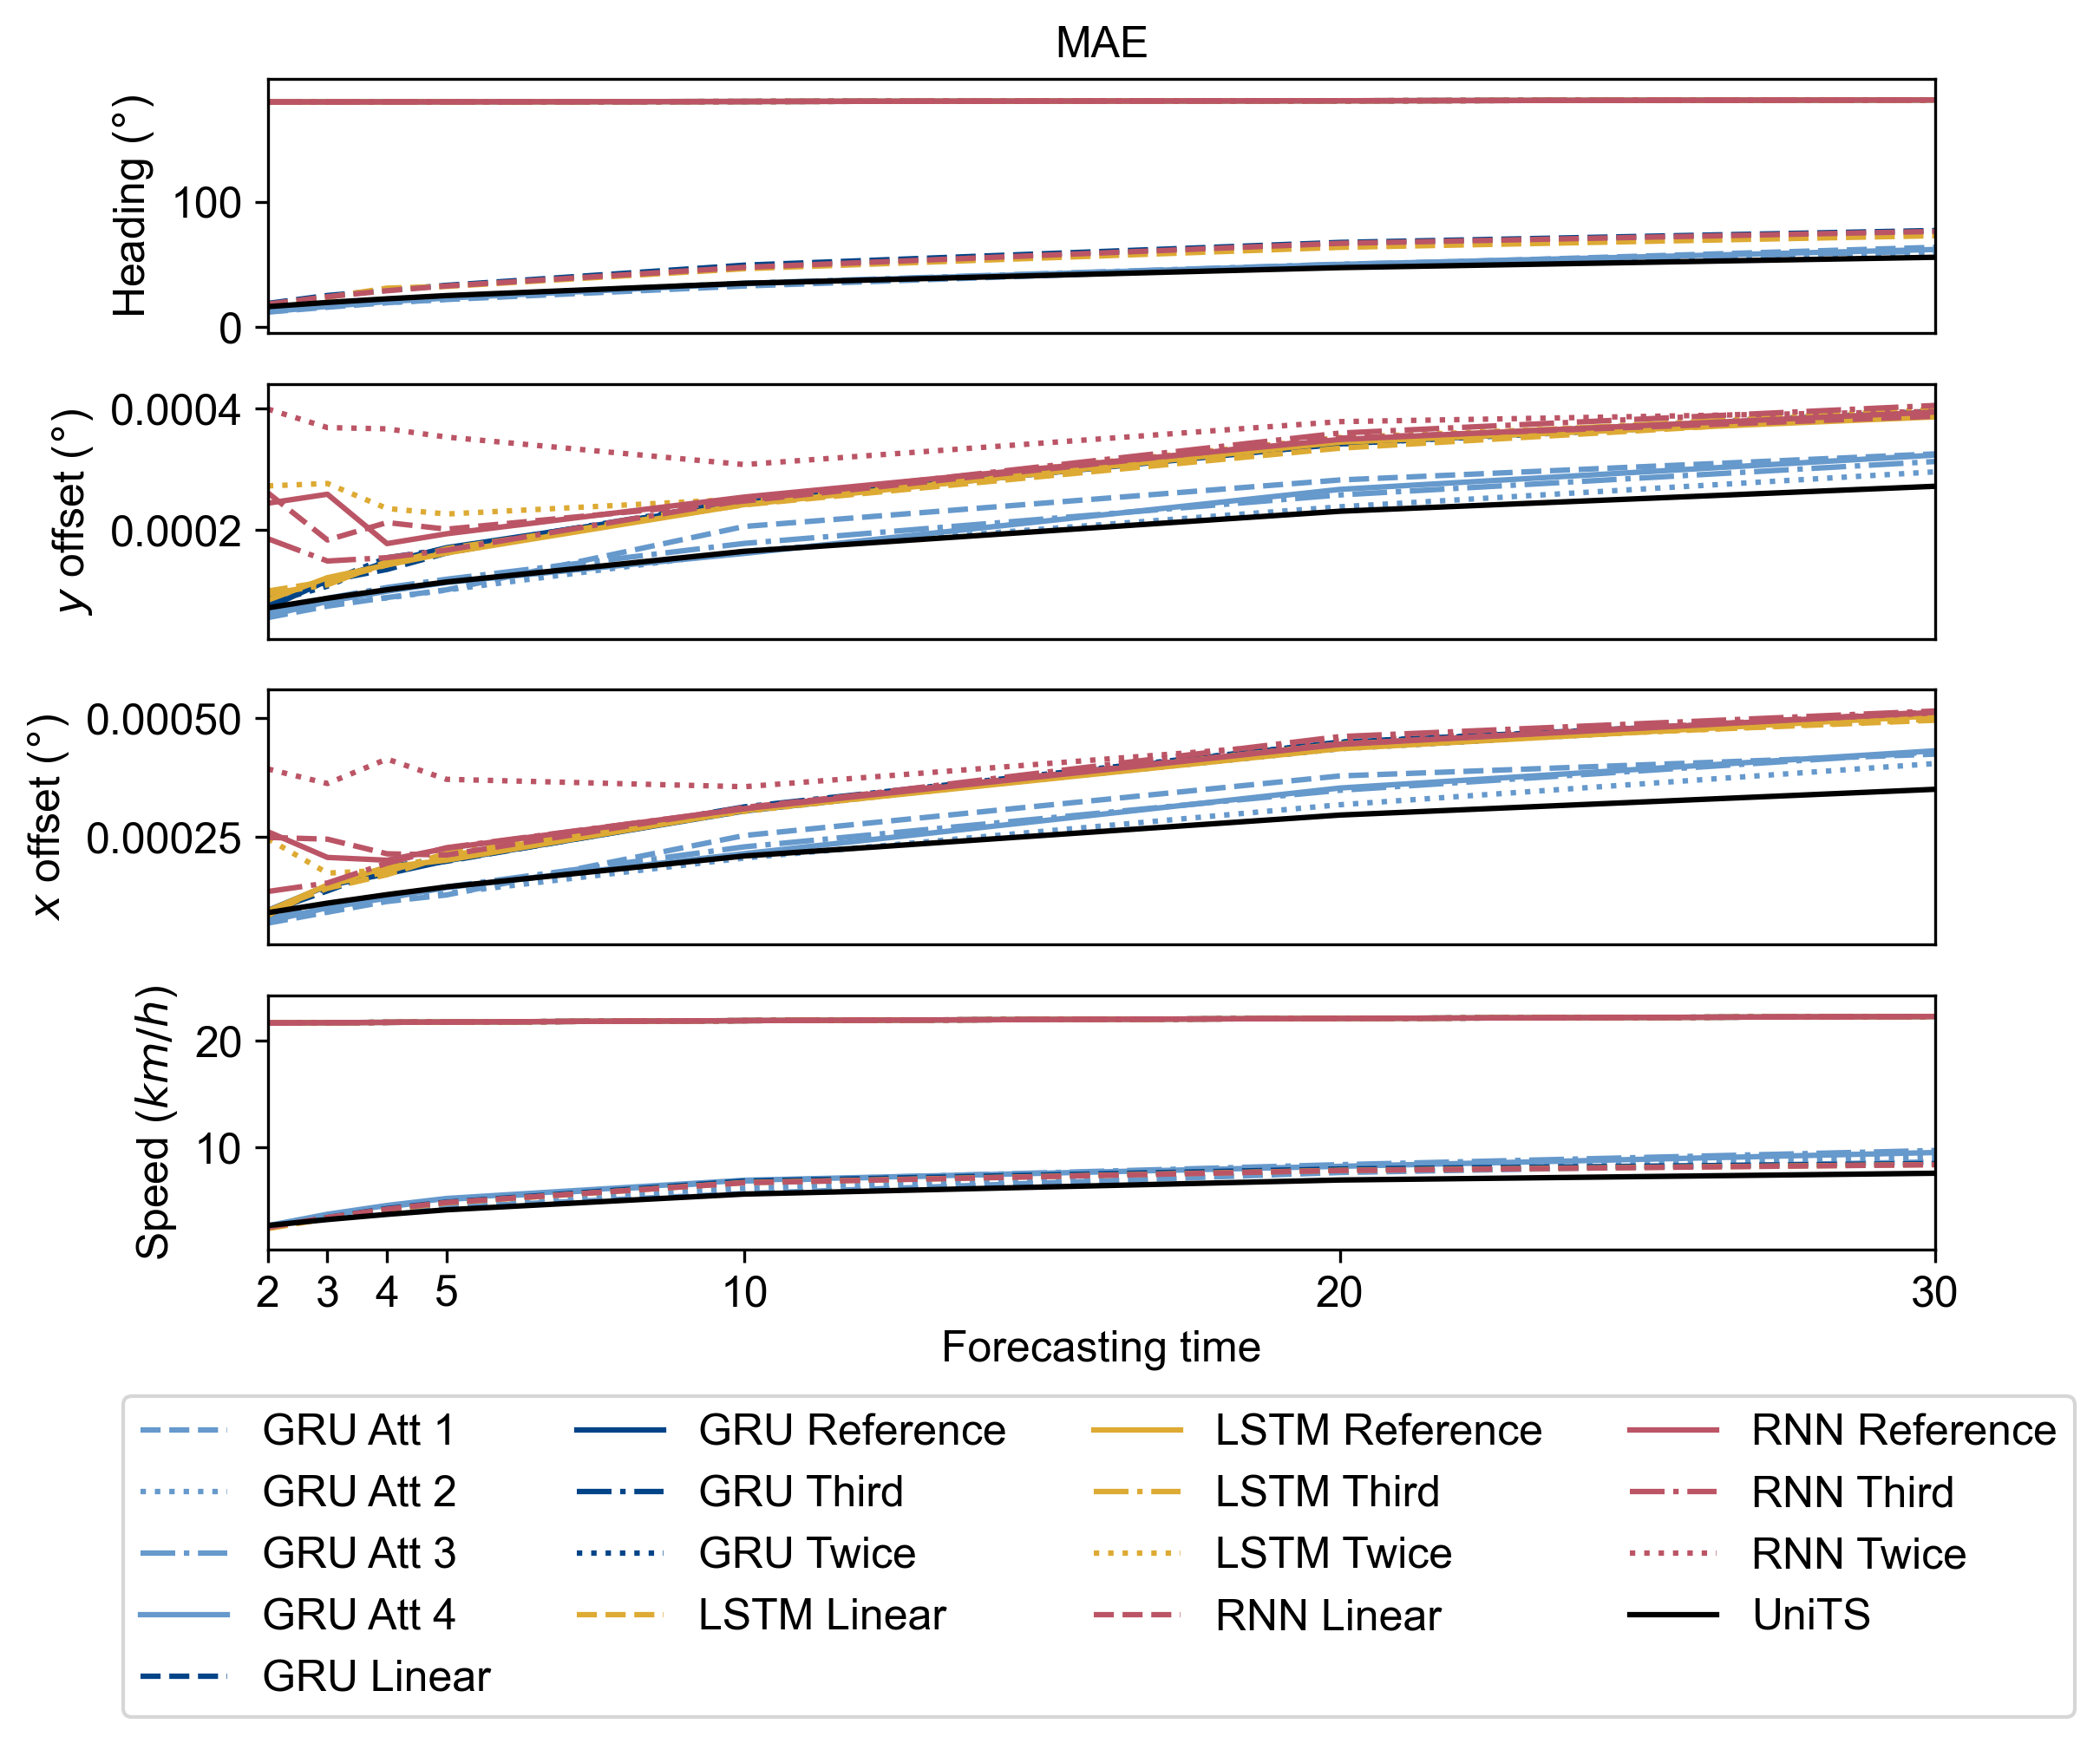 MAE
Heading (°)
100
0
y offset (°)
0.0004
0.0002
x offset (°)
0.00050
0.00025
Speed (km/h)
20
10
2 3 4 5 10 20 30
Forecasting time
GRU Att 1 GRU Reference LSTM Reference RNN Reference
GRU Att 2 GRU Third LSTM Third RNN Third
GRU Att 3 GRU Twice LSTM Twice RNN Twice
GRU Att 4 LSTM Linear RNN Linear UniTS
GRU Linear